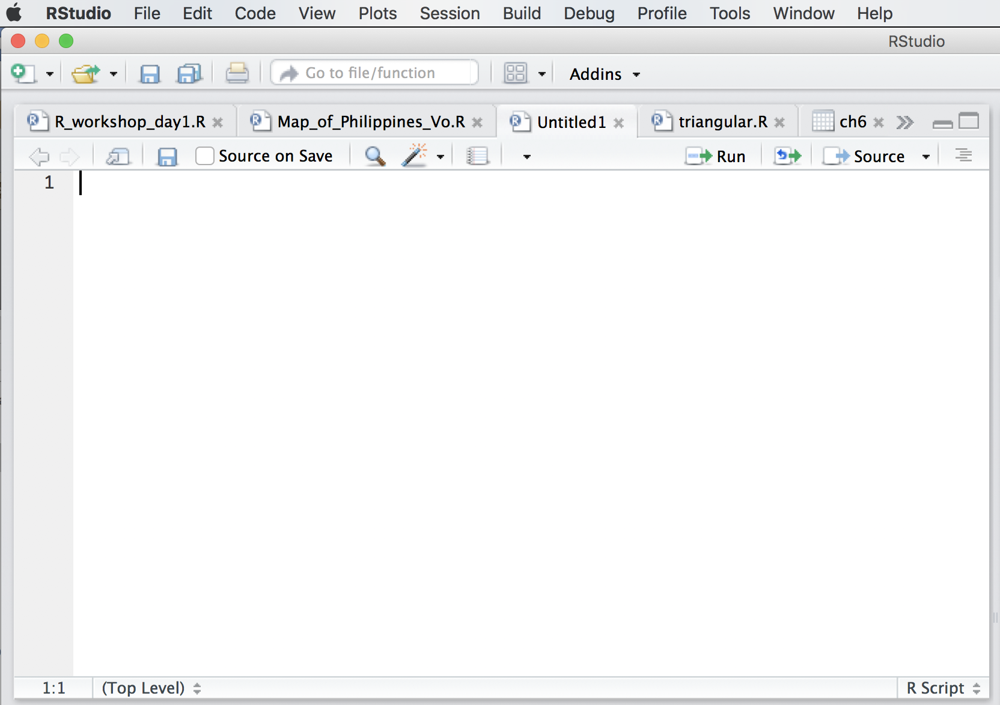 RStudio File Edit Code View Plots Session Build Debug Profile Tools Window Help
RStudio
Go to file/function Addins
R_workshop_day1.R Map_of_Philippines_Vo.R Untitled1 triangular.R ch6
Source on Save Run Source
1
1:1 (Top Level) R Script